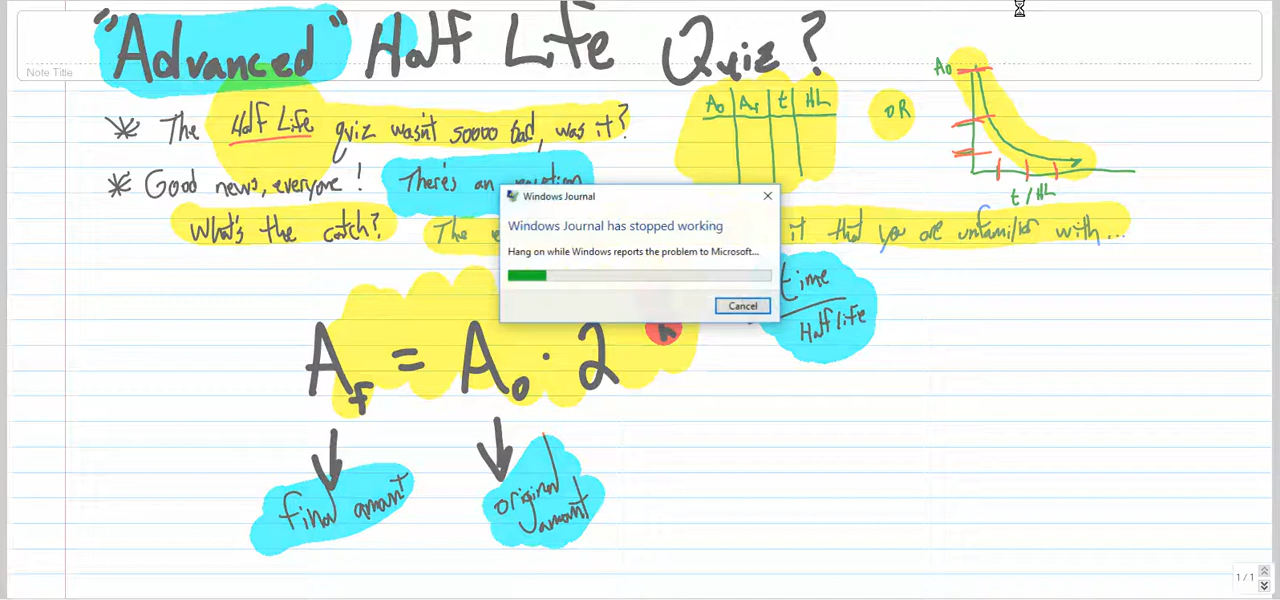 "Advanced" Half Life Quiz?
Note Title
* The Half Life quiz wasn't soooo bad, was it?
Ao Af t HL
OR
Ao
t / HL
* Good news, everyone! There's an equation
What's the catch? The it that you are unfamiliar with...
Windows Journal
Windows Journal has stopped working
Hang on while Windows reports the problem to Microsoft...
Cancel
time
Half life
Af = Ao · 2
final amount
original
amount
1 / 1